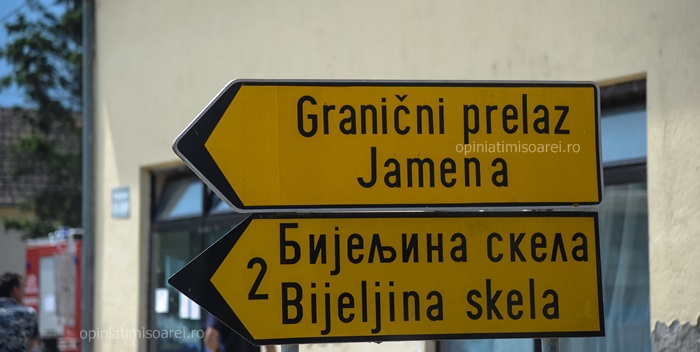 Granični prelaz
Jamena
opiniatimisoarei.ro
2
Бијељина скела
Bijeljina skela
opiniatimisoarei.ro